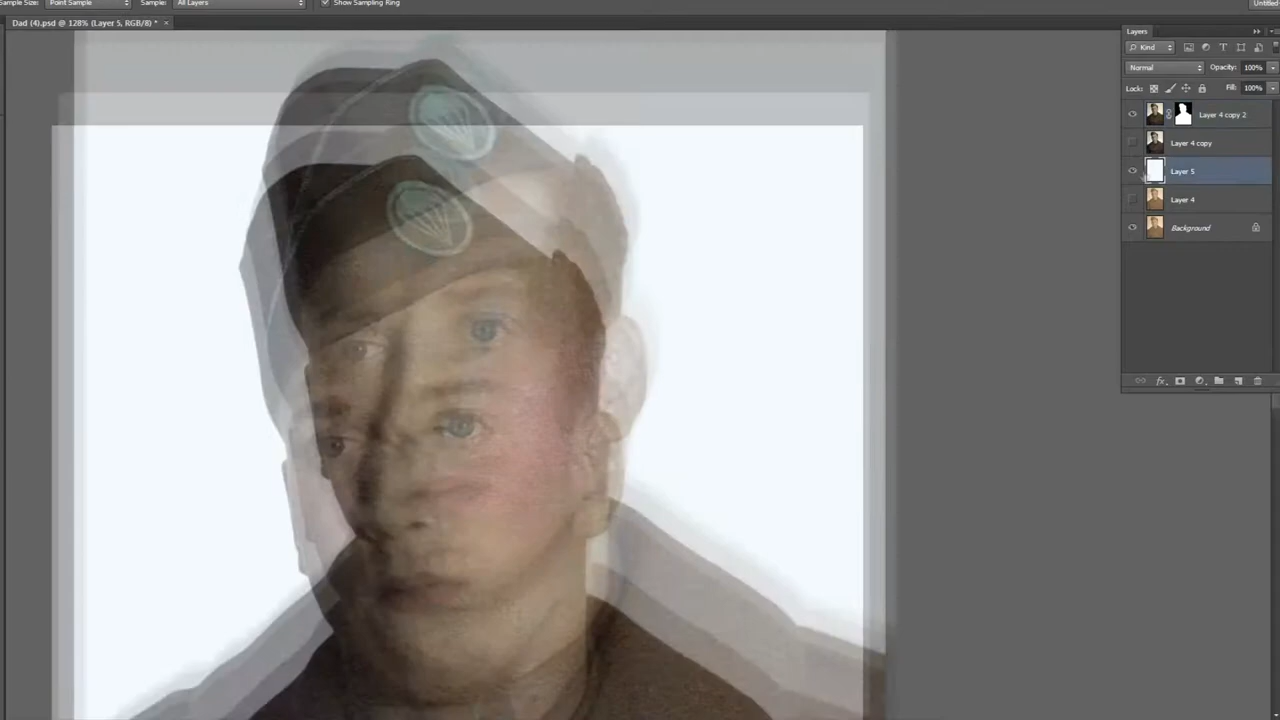 Sample Size: Point Sample Sample: All Layers Show Sampling Ring Untitled
Dad (4).psd @ 128% (Layer 5, RGB/8) * ×
Layers
Kind
Normal Opacity: 100%
Lock: Fill: 100%
Layer 4 copy 2
Layer 4 copy
Layer 5
Layer 4
Background
fx